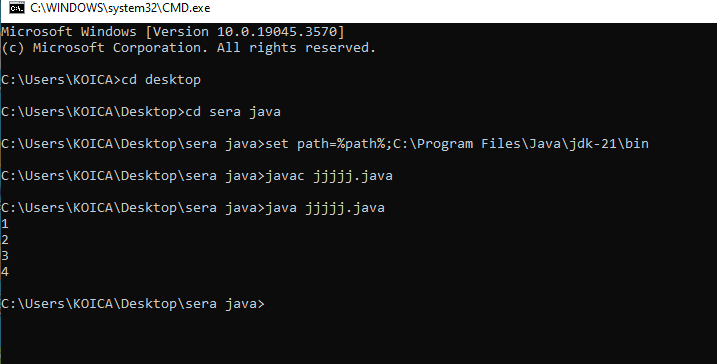 C:\WINDOWS\system32\CMD.exe
Microsoft Windows [Version 10.0.19045.3570]
(c) Microsoft Corporation. All rights reserved.
C:\Users\KOICA>cd desktop
C:\Users\KOICA\Desktop>cd sera java
C:\Users\KOICA\Desktop\sera java>set path=%path%;C:\Program Files\Java\jdk-21\bin
C:\Users\KOICA\Desktop\sera java>javac jjjjj.java
C:\Users\KOICA\Desktop\sera java>java jjjjj.java
1
2
3
4
C:\Users\KOICA\Desktop\sera java>